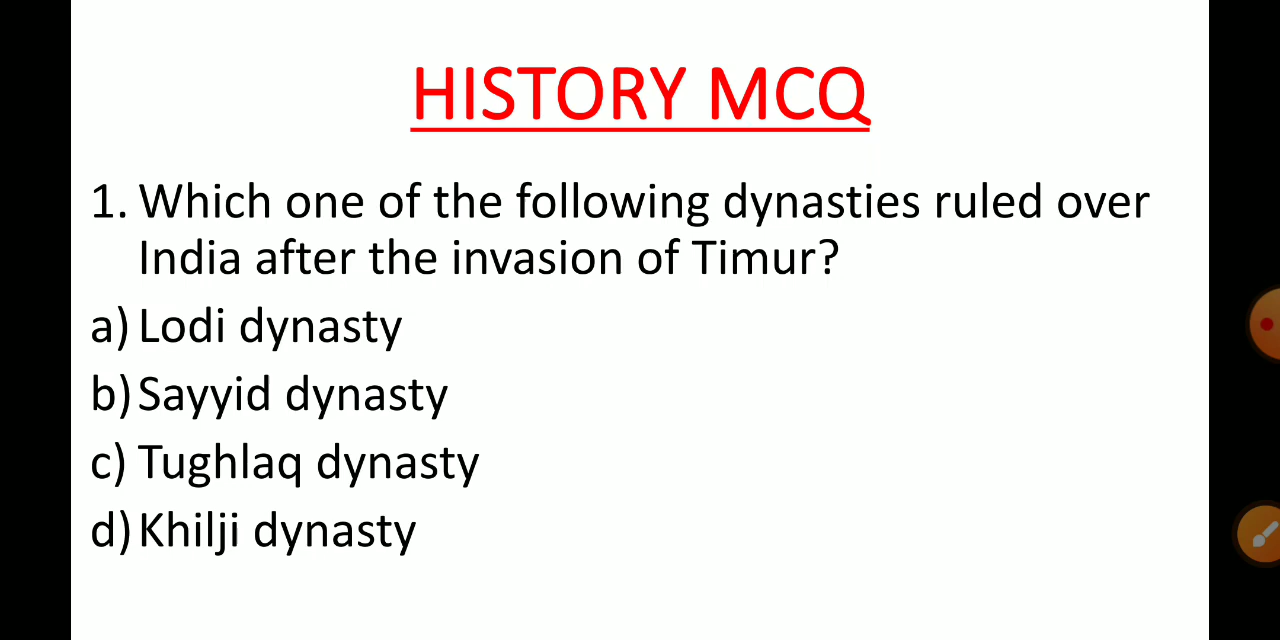 HISTORY MCQ
1. Which one of the following dynasties ruled over
India after the invasion of Timur?
a) Lodi dynasty
b) Sayyid dynasty
c) Tughlaq dynasty
d) Khilji dynasty